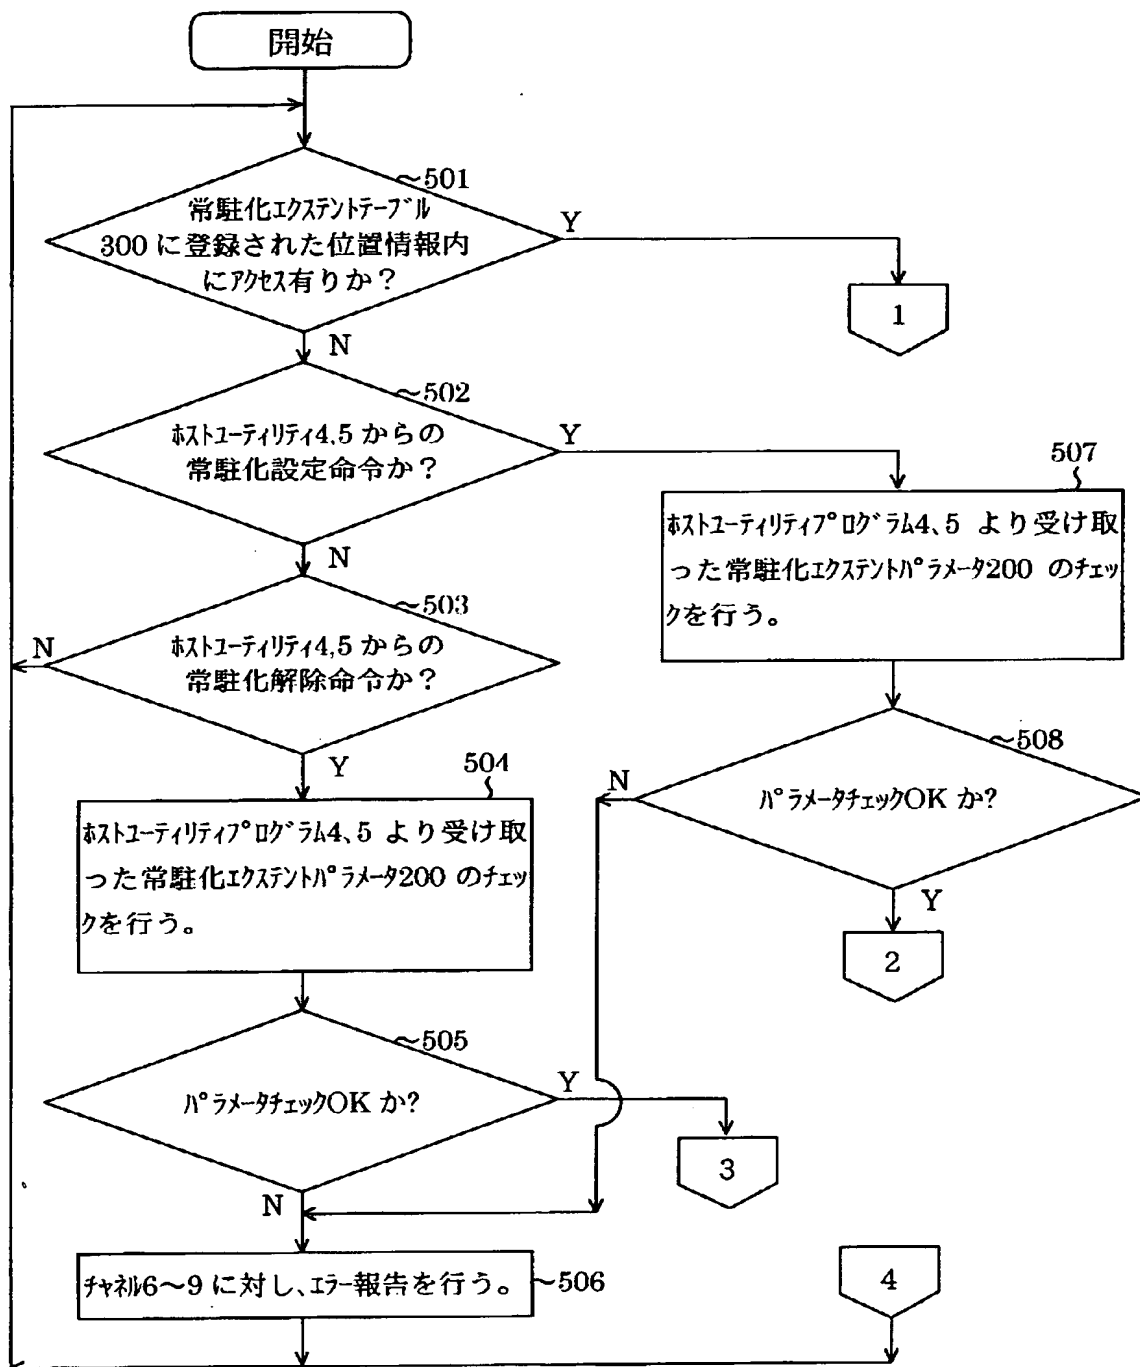 開始
~501
常駐化エクステントテーブル
300 に登録された位置情報内
にアクセス有りか?
Y
1
N
~502
ホストユーティリティ4,5 からの
常駐化設定命令か?
Y
507
ホストユーティリティプログラム4、5 より受け取
った常駐化エクステントパラメータ200 のチェッ
クを行う。
N
~503
N
ホストユーティリティ4,5 からの
常駐化解除命令か?
Y
504
ホストユーティリティプログラム4、5 より受け取
った常駐化エクステントパラメータ200 のチェッ
クを行う。
~508
N
パラメータチェックOK か?
Y
2
~505
パラメータチェックOK か?
Y
3
N
チャネル6~9 に対し、エラー報告を行う。
~506
4